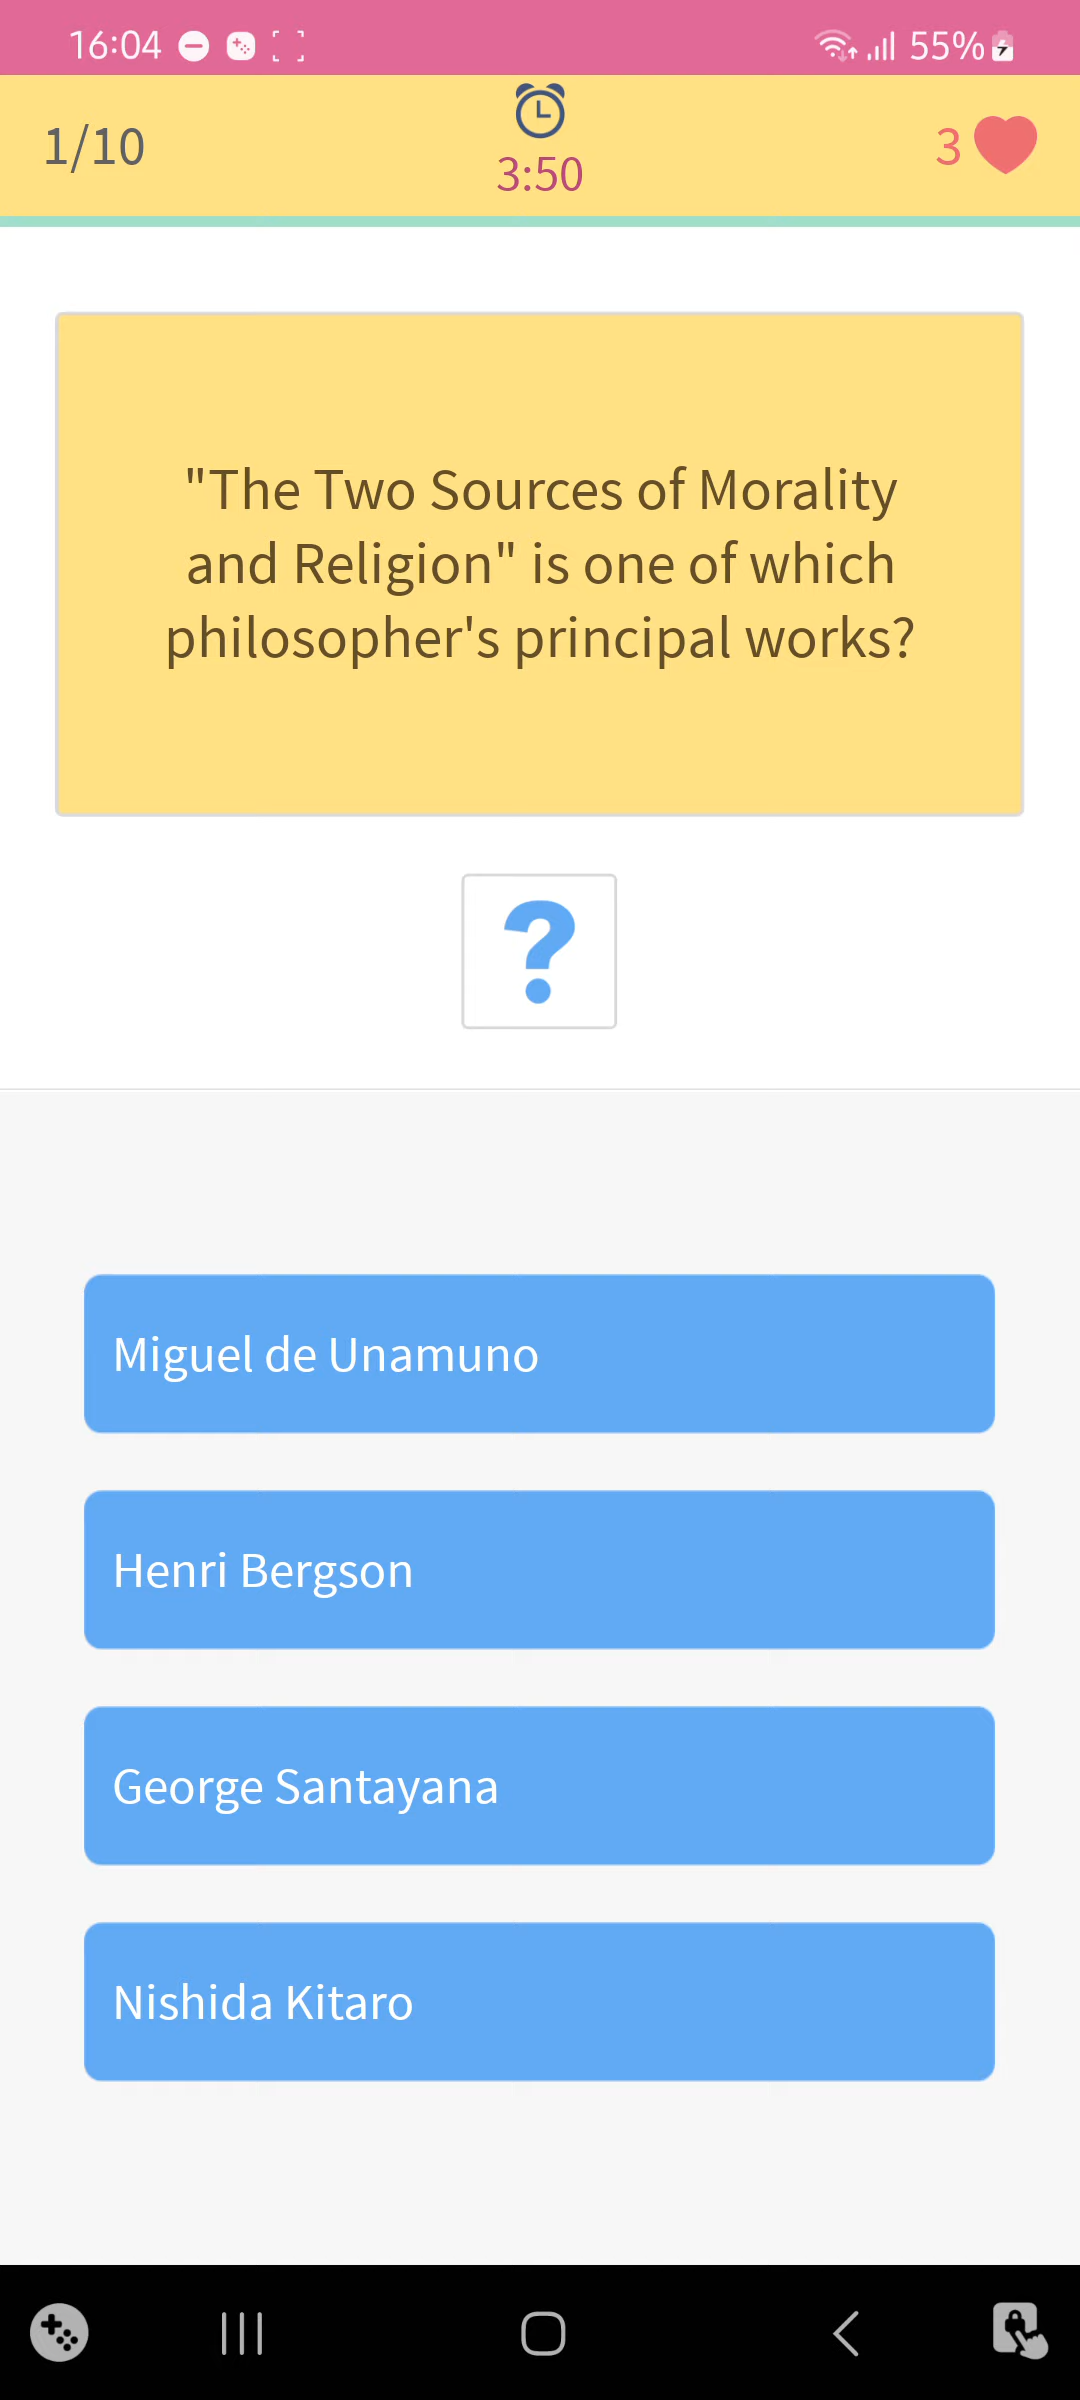 16:04
55%
1/10
3:50
3
"The Two Sources of Morality
and Religion" is one of which
philosopher's principal works?
?
Miguel de Unamuno
Henri Bergson
George Santayana
Nishida Kitaro